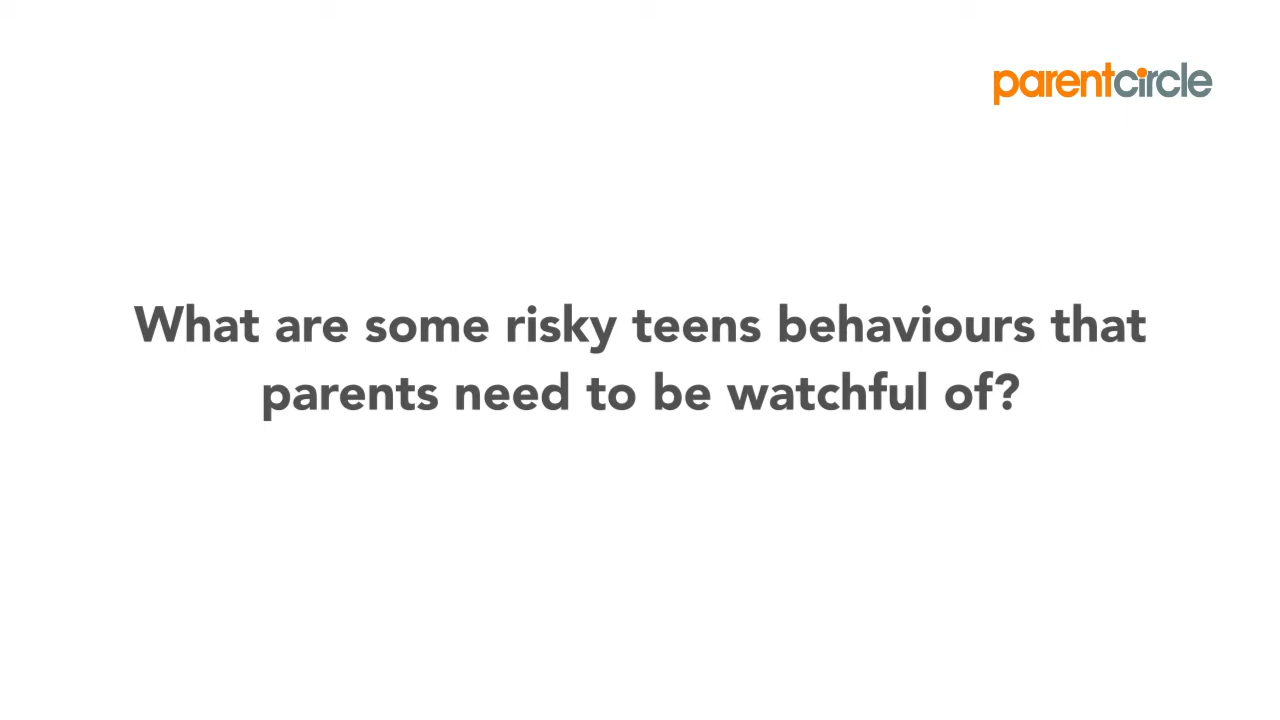 parentcircle
What are some risky teens behaviours that
parents need to be watchful of?